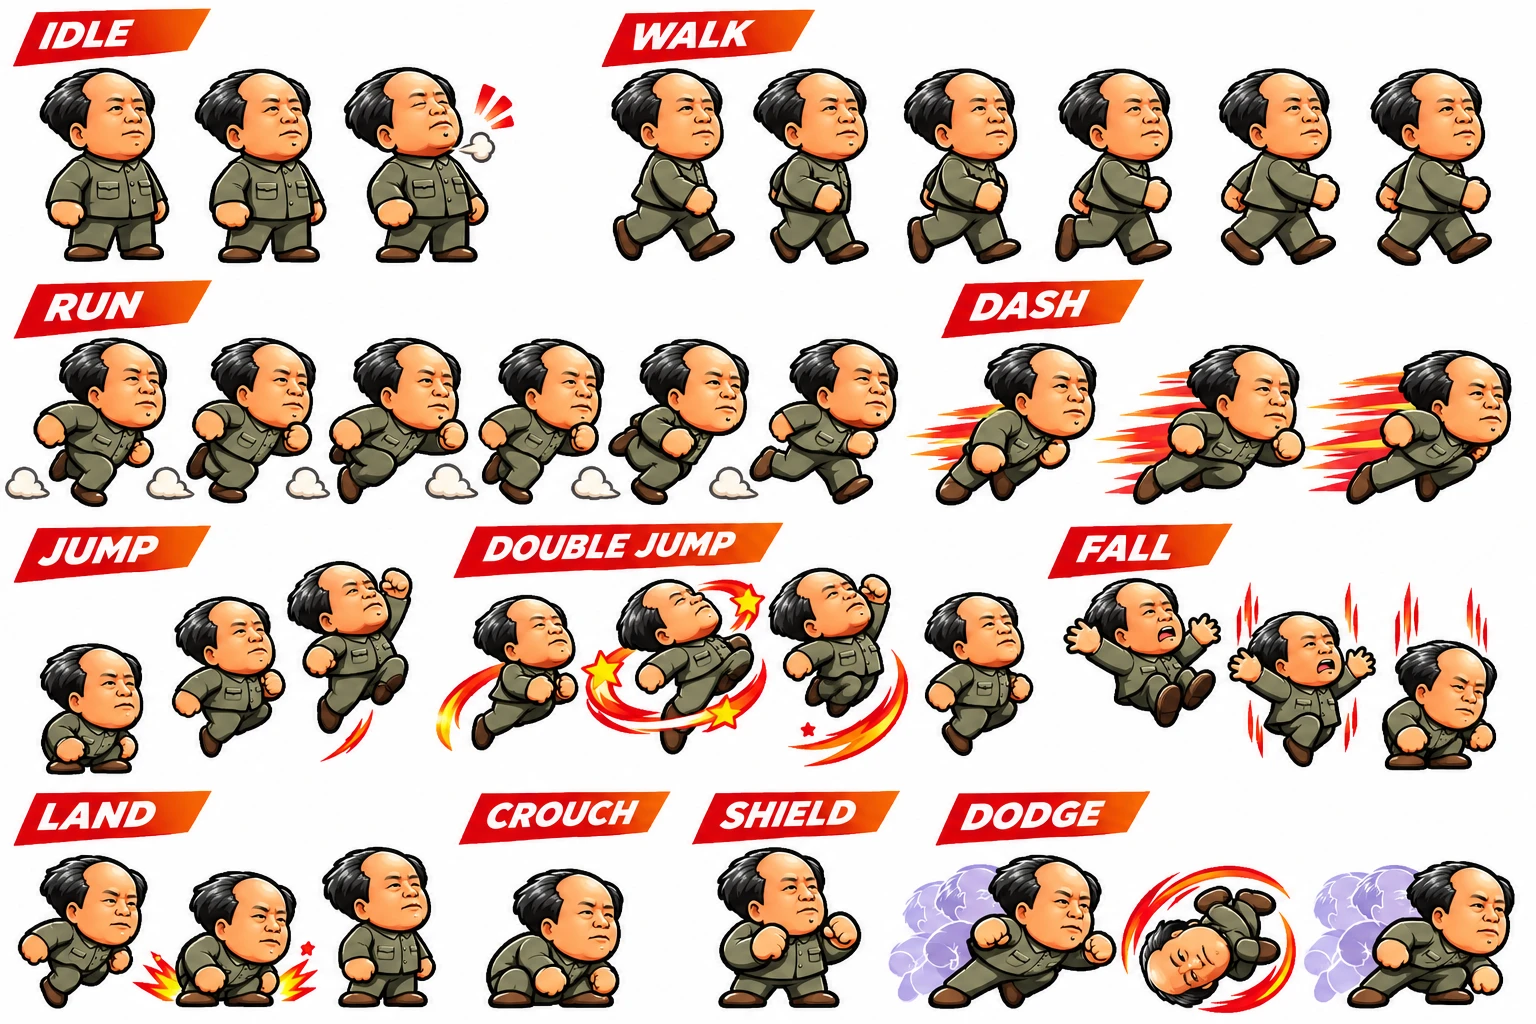 IDLE
WALK
RUN
DASH
JUMP
DOUBLE JUMP
FALL
LAND
CROUCH
SHIELD
DODGE